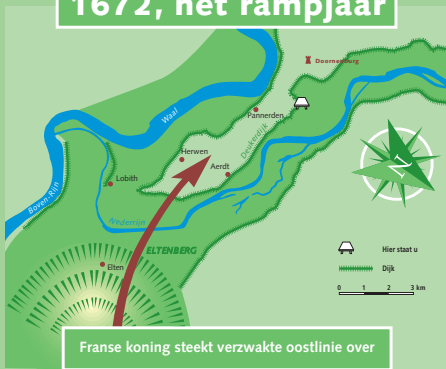 1672, het rampjaar
Doornenburg
Waal
Pannerden
Deukerdijk
Herwen
Aerdt
Lobith
Boven-Rijn
Nederrijn
ELTENBERG
Elten
N
Hier staat u
Dijk
0 1 2 3 km
Franse koning steekt verzwakte oostlinie over